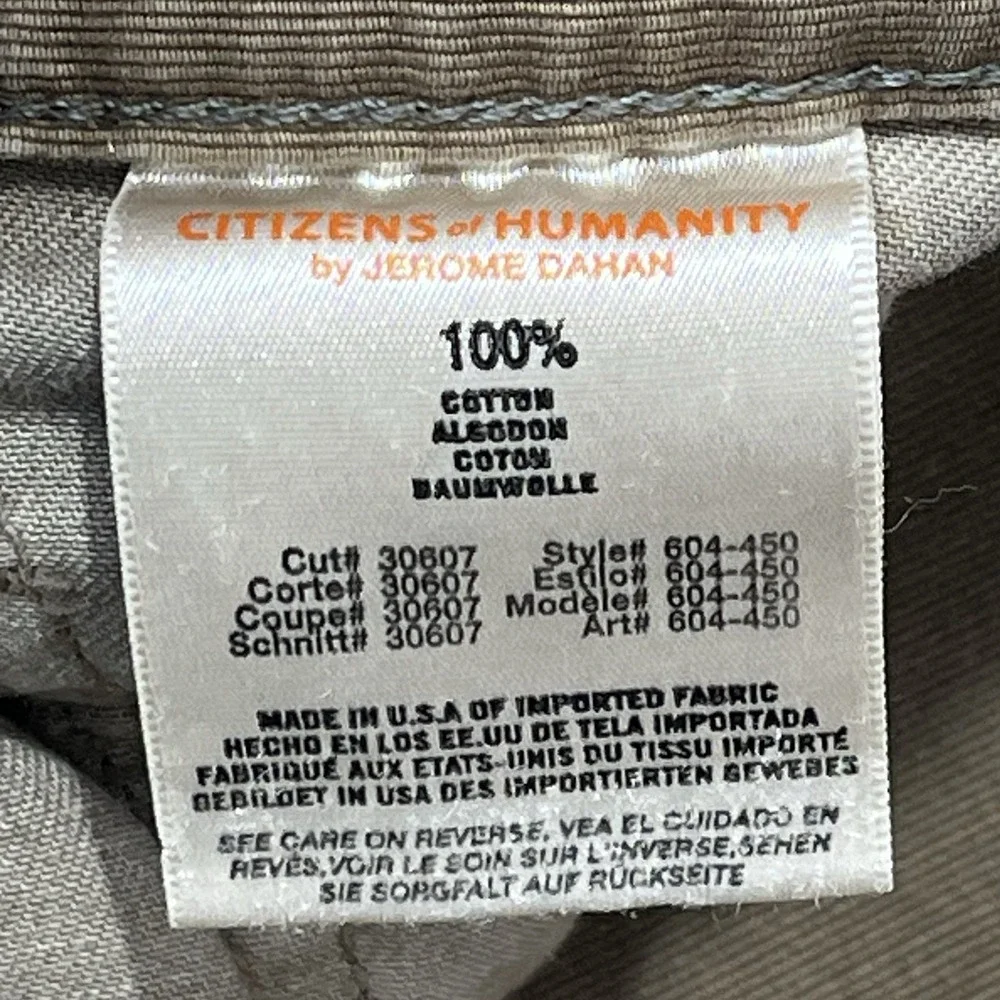 CITIZENS of HUMANITY
by JEROME DAHAN
100%
COTTON
ALGODON
COTON
BAUMWOLLE
Cut# 30607 Style# 604-450
Corte# 30607 Estilo# 604-450
Coupe# 30607 Modèle# 604-450
Schnitt# 30607 Art# 604-450
MADE IN U.S.A OF IMPORTED FABRIC
HECHO EN LOS EE.UU DE TELA IMPORTADA
FABRIQUÉ AUX ETATS-UNIS DU TISSU IMPORTÉ
GEBILDET IN USA DES IMPORTIERTEN GEWEBES
SEE CARE ON REVERSE. VEA EL CUIDADO EN
REVÉS,VOIR LE SOIN SUR L'INVERSE,SEHEN
SIE SORGFALT AUF RÜCKSEITE